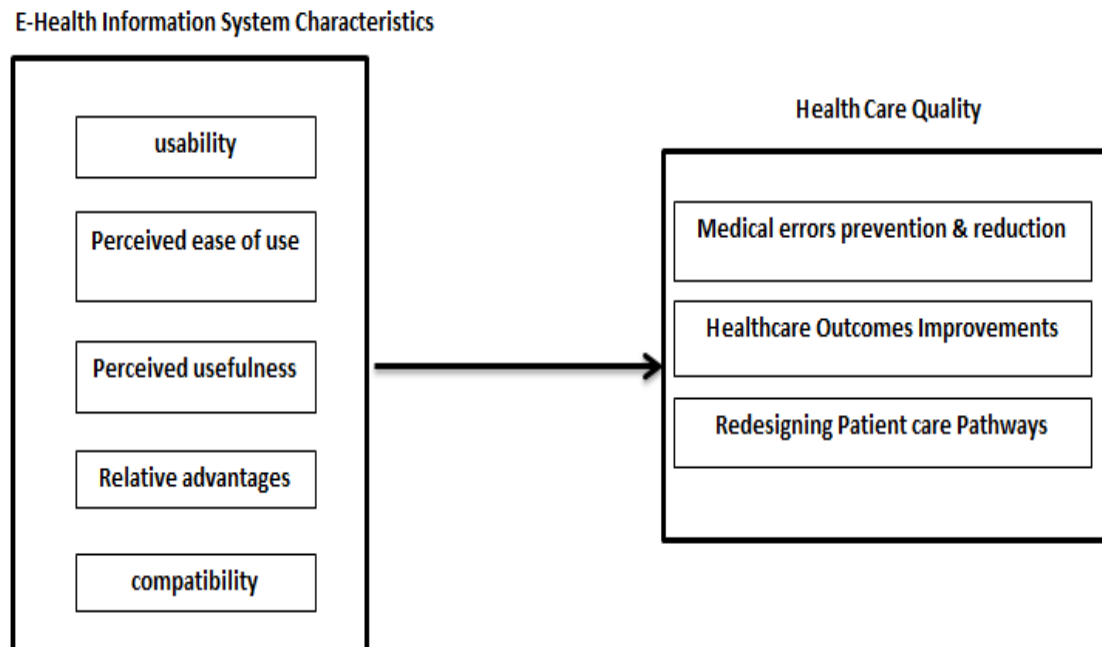 E-Health Information System Characteristics
usability
Perceived ease of use
Perceived usefulness
Relative advantages
compatibility
Health Care Quality
Medical errors prevention & reduction
Healthcare Outcomes Improvements
Redesigning Patient care Pathways